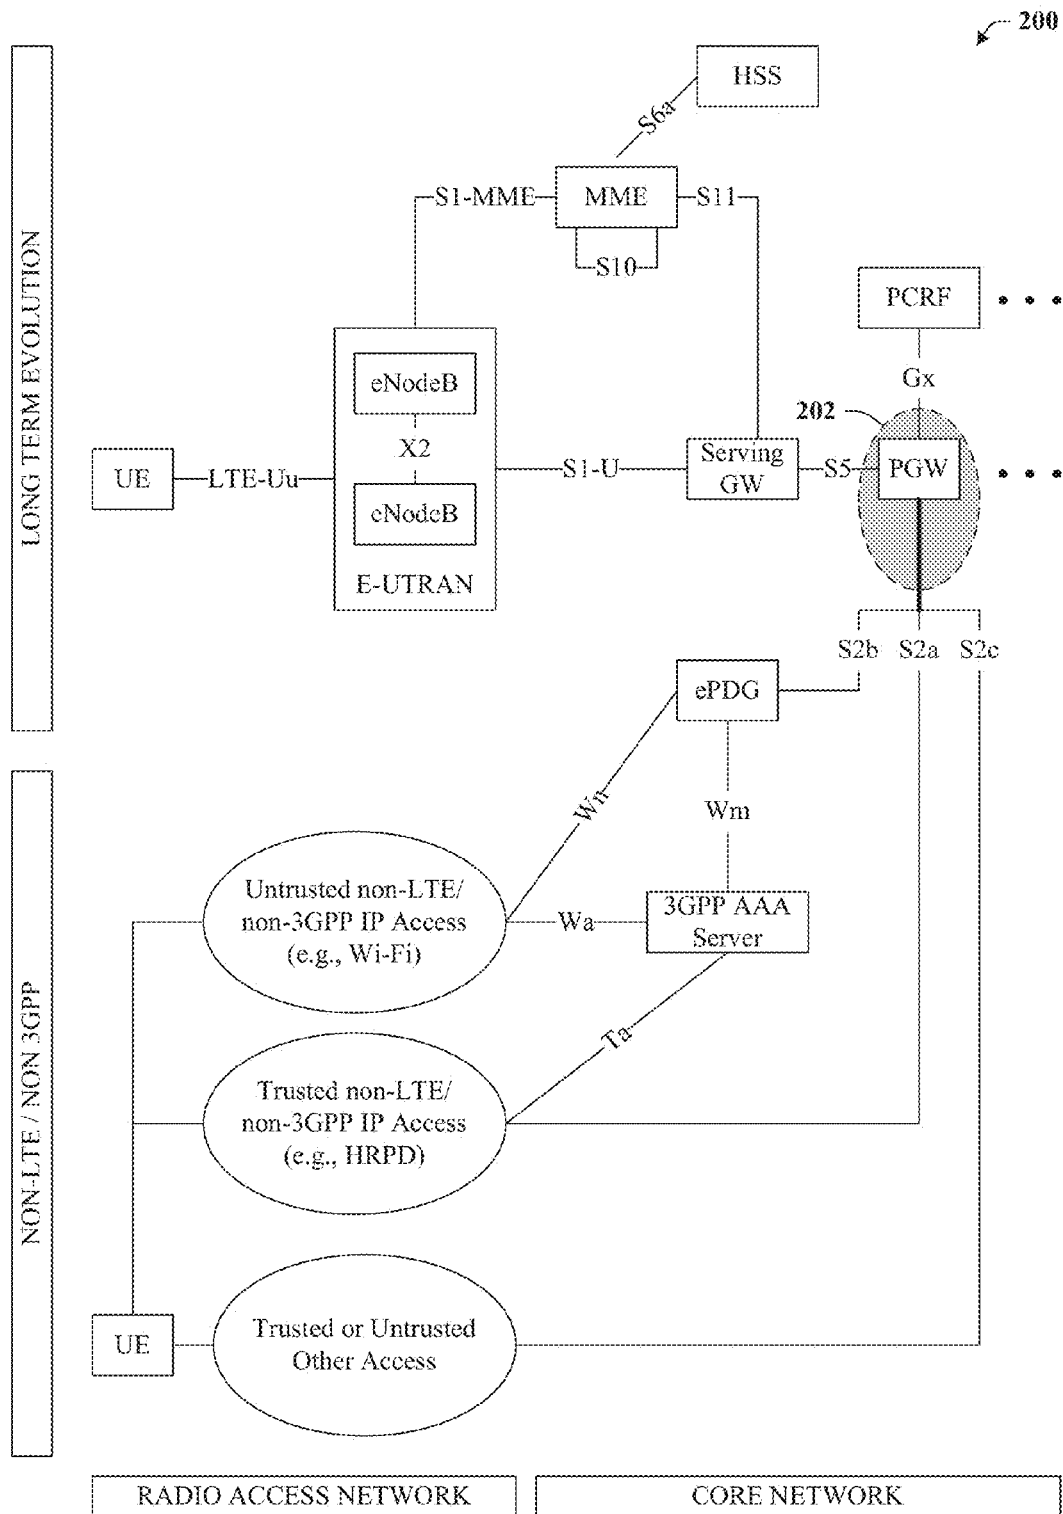 200
HSS
S6a
S1-MME
MME
S11
S10
PCRF
Gx
LONG TERM EVOLUTION
eNodeB
X2
eNodeB
E-UTRAN
UE
LTE-Uu
S1-U
Serving
GW
S5
202
PGW
S2b
S2a
S2c
ePDG
Wn
Wm
NON-LTE / NON 3GPP
Untrusted non-LTE/
non-3GPP IP Access
(e.g., Wi-Fi)
Wa
3GPP AAA
Server
Ta
Trusted non-LTE/
non-3GPP IP Access
(e.g., HRPD)
UE
Trusted or Untrusted
Other Access
RADIO ACCESS NETWORK
CORE NETWORK